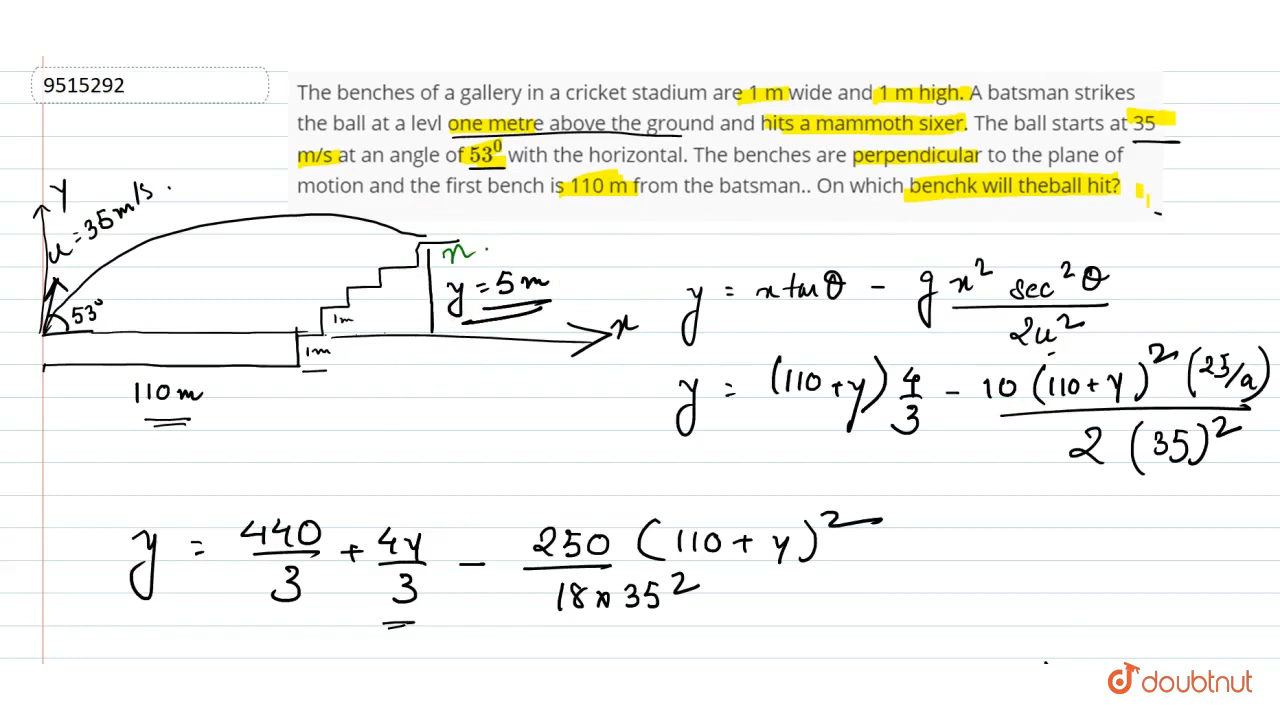 9515292
The benches of a gallery in a cricket stadium are 1 m wide and 1 m high. A batsman strikes
the ball at a levl one metre above the ground and hits a mammoth sixer. The ball starts at 35
m/s at an angle of 53⁰ with the horizontal. The benches are perpendicular to the plane of
motion and the first bench is 110 m from the batsman.. On which benchk will theball hit?
y
u = 35 m/s.
53⁰
n.
y = 5m
1m
1m
x
110 m
y = x tanθ - g x² sec²θ / 2u²
y = (110 + y) 4/3 - 10 (110 + y)² (25/9) / 2 (35)²
y = 440/3 + 4y/3 - 250 / 18 × 35² (110 + y)²
doubtnut